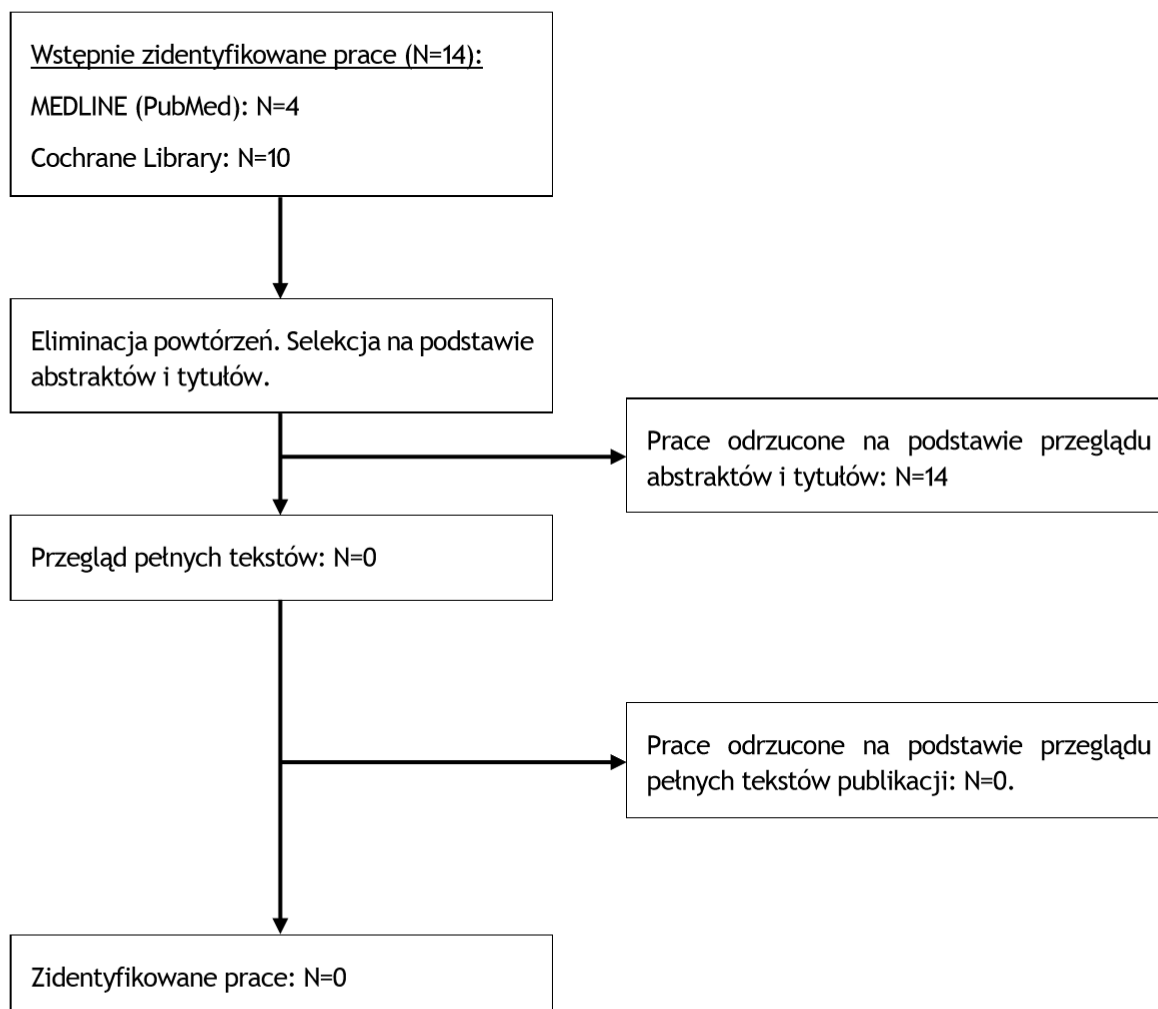 Wstępnie zidentyfikowane prace (N=14):
MEDLINE (PubMed): N=4
Cochrane Library: N=10
Eliminacja powtórzeń. Selekcja na podstawie
abstraktów i tytułów.
Prace odrzucone na podstawie przeglądu
abstraktów i tytułów: N=14
Przegląd pełnych tekstów: N=0
Prace odrzucone na podstawie przeglądu
pełnych tekstów publikacji: N=0.
Zidentyfikowane prace: N=0